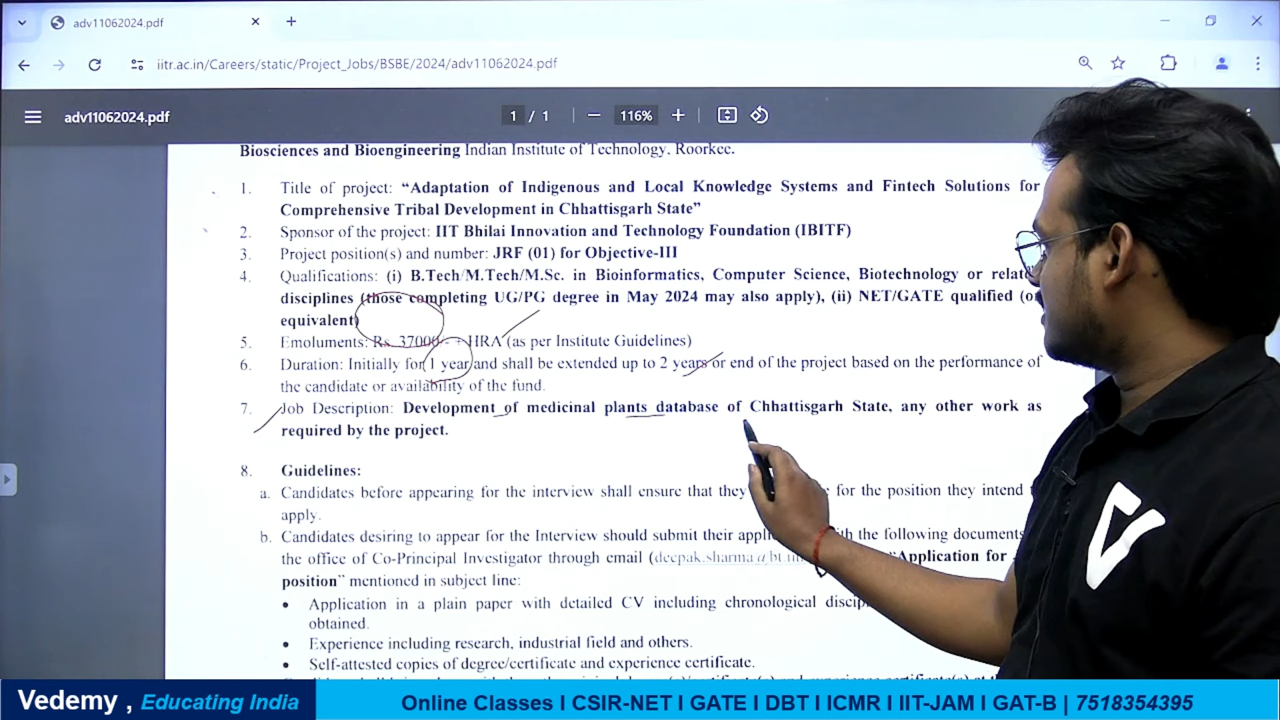 adv11062024.pdf
iitr.ac.in/Careers/static/Project_Jobs/BSBE/2024/adv11062024.pdf
adv11062024.pdf 1 / 1 116%
Biosciences and Bioengineering Indian Institute of Technology, Roorkee.
1. Title of project: “Adaptation of Indigenous and Local Knowledge Systems and Fintech Solutions for
Comprehensive Tribal Development in Chhattisgarh State”
2. Sponsor of the project: IIT Bhilai Innovation and Technology Foundation (IBITF)
3. Project position(s) and number: JRF (01) for Objective-III
4. Qualifications: (i) B.Tech/M.Tech/M.Sc. in Bioinformatics, Computer Science, Biotechnology or
disciplines (those completing UG/PG degree in May 2024 may also apply), (ii) NET/GATE qualified
equivalent)
5. Emoluments: Rs. 37000/- + HRA (as per Institute Guidelines)
6. Duration: Initially for 1 year and shall be extended up to 2 years or end of the project based on the performance of
the candidate or availability of the fund.
7. Job Description: Development of medicinal plants database of Chhattisgarh State, any other work as
required by the project.
8. Guidelines:
a. Candidates before appearing for the interview shall ensure that they for the position they intend
apply.
b. Candidates desiring to appear for the Interview should submit their the following documents
the office of Co-Principal Investigator through email “Application for
position” mentioned in subject line:
• Application in a plain paper with detailed CV including chronological
obtained.
• Experience including research, industrial field and others.
• Self-attested copies of degree/certificate and experience certificate.
Vedemy , Educating India
Online Classes I CSIR-NET I GATE I DBT I ICMR I IIT-JAM I GAT-B | 7518354395